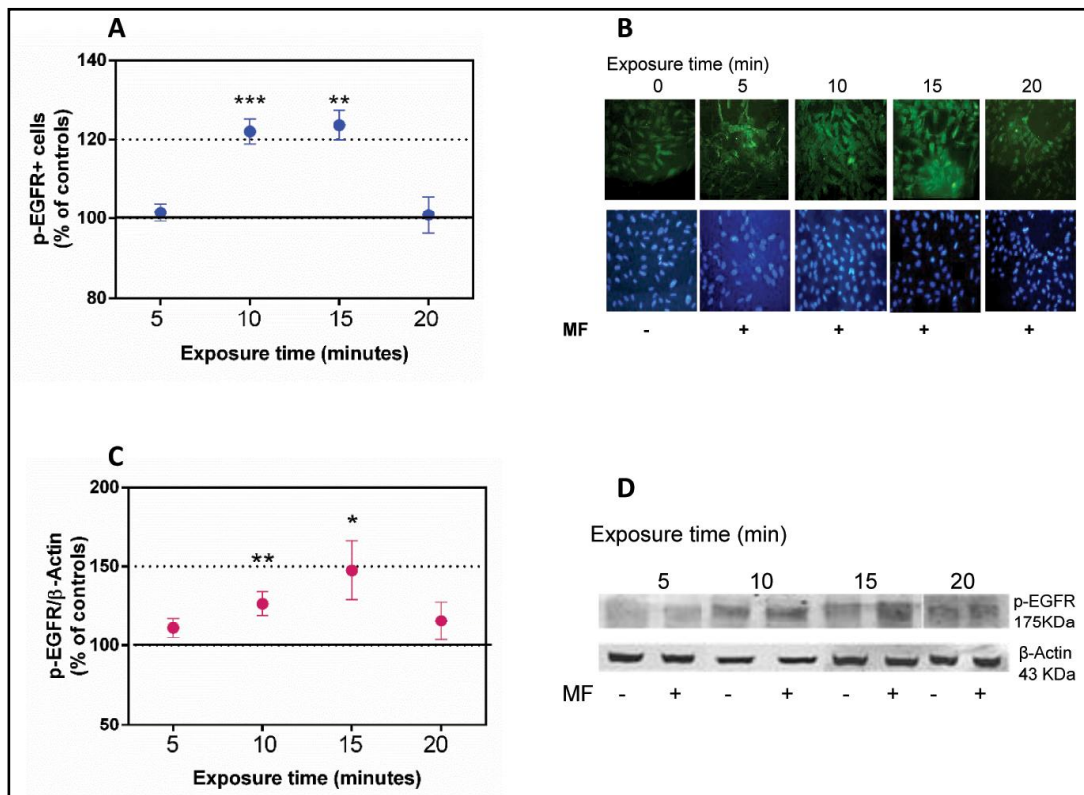 A
p-EGFR+ cells
(% of controls)
140
120
100
80
***
**
5 10 15 20
Exposure time (minutes)
B
Exposure time (min)
0 5 10 15 20
MF - + + + +
C
p-EGFR/β-Actin
(% of controls)
200
150
100
50
**
*
5 10 15 20
Exposure time (minutes)
D
Exposure time (min)
5 10 15 20
p-EGFR
175KDa
β-Actin
43 KDa
MF - + - + - + - +